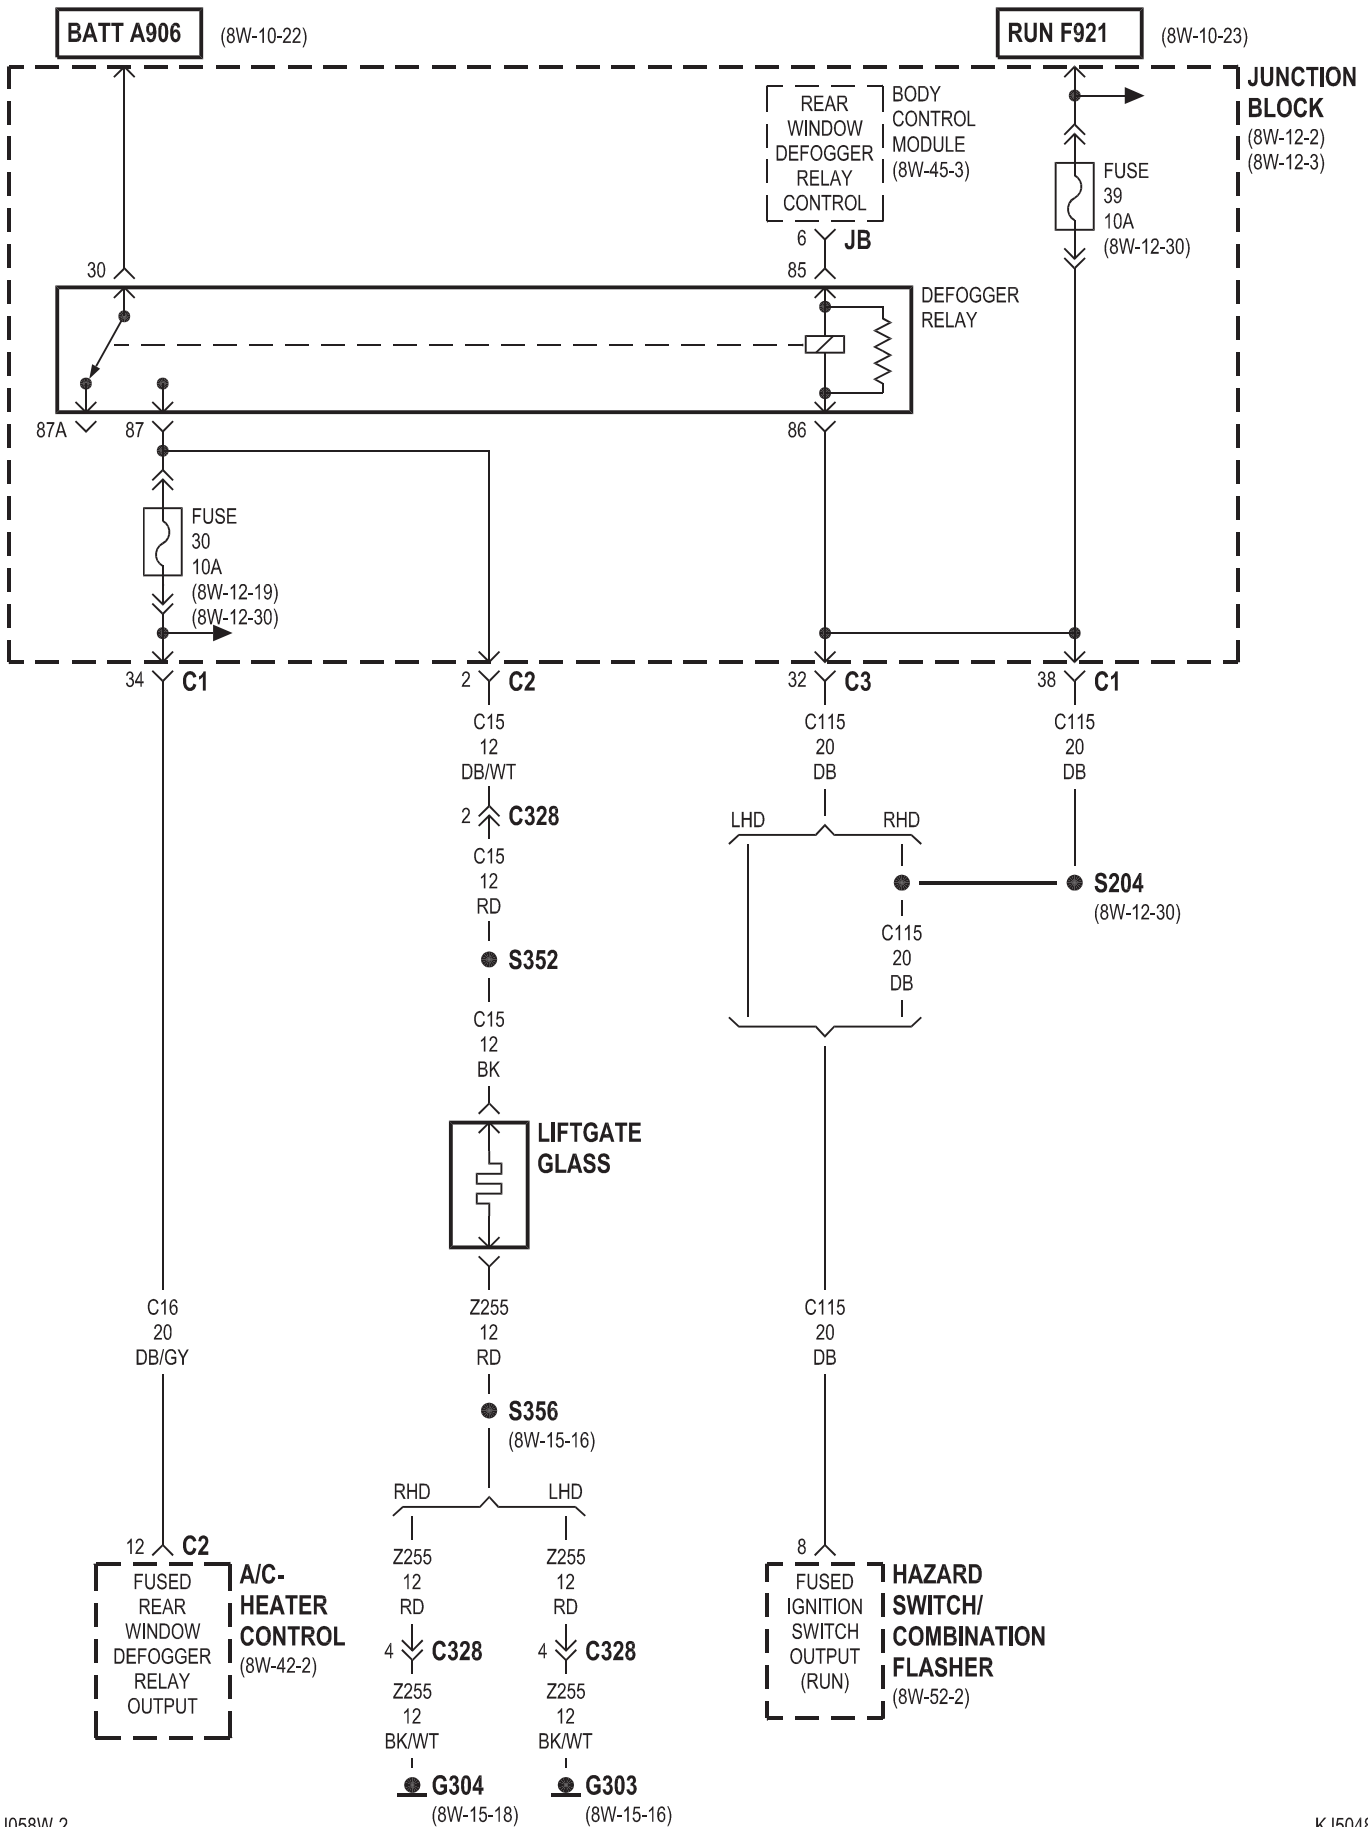 BATT A906
(8W-10-22)
RUN F921
(8W-10-23)
JUNCTION
BLOCK
(8W-12-2)
(8W-12-3)
REAR
WINDOW
DEFOGGER
RELAY
CONTROL
BODY
CONTROL
MODULE
(8W-45-3)
6
JB
FUSE
39
10A
(8W-12-30)
30
85
DEFOGGER
RELAY
87A
87
86
FUSE
30
10A
(8W-12-19)
(8W-12-30)
34
C1
2
C2
32
C3
38
C1
C15
12
DB/WT
C115
20
DB
C115
20
DB
2
C328
LHD
RHD
C15
12
RD
S204
(8W-12-30)
C115
20
DB
S352
C15
12
BK
LIFTGATE
GLASS
C16
20
DB/GY
Z255
12
RD
C115
20
DB
S356
(8W-15-16)
RHD
LHD
12
C2
Z255
12
RD
Z255
12
RD
8
FUSED
REAR
WINDOW
DEFOGGER
RELAY
OUTPUT
A/C-
HEATER
CONTROL
(8W-42-2)
4
C328
4
C328
FUSED
IGNITION
SWITCH
OUTPUT
(RUN)
HAZARD
SWITCH/
COMBINATION
FLASHER
(8W-52-2)
Z255
12
BK/WT
Z255
12
BK/WT
G304
(8W-15-18)
G303
(8W-15-16)